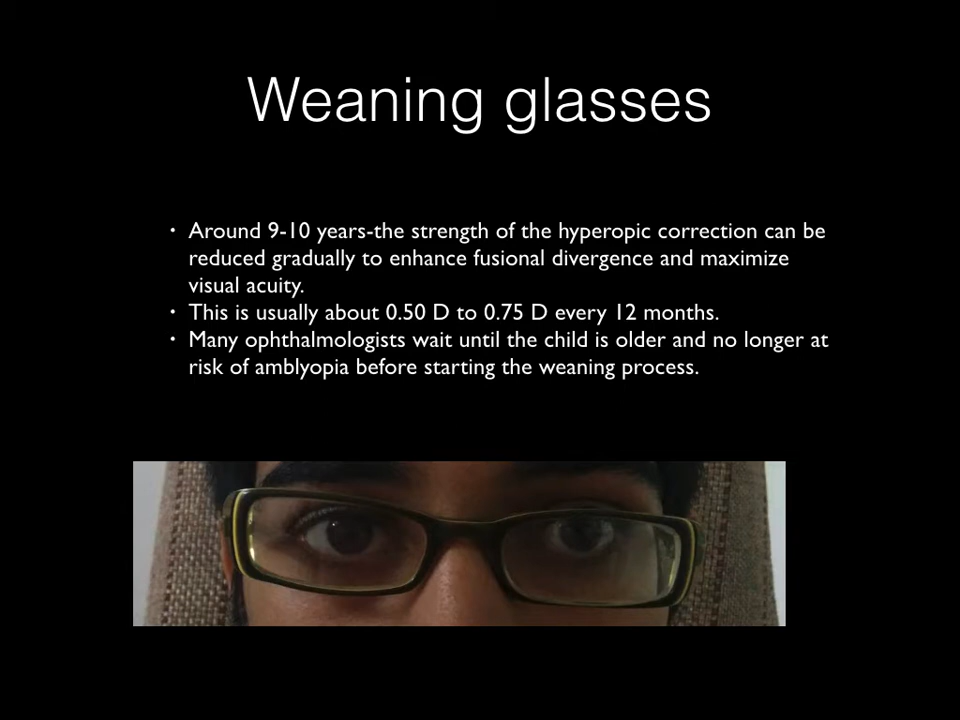 Weaning glasses
• Around 9-10 years-the strength of the hyperopic correction can be
reduced gradually to enhance fusional divergence and maximize
visual acuity.
• This is usually about 0.50 D to 0.75 D every 12 months.
• Many ophthalmologists wait until the child is older and no longer at
risk of amblyopia before starting the weaning process.